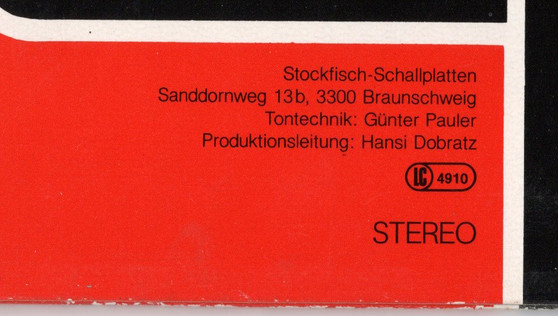 Stockfisch-Schallplatten
Sanddornweg 13b, 3300 Braunschweig
Tontechnik: Günter Pauler
Produktionsleitung: Hansi Dobratz
LC 4910
STEREO